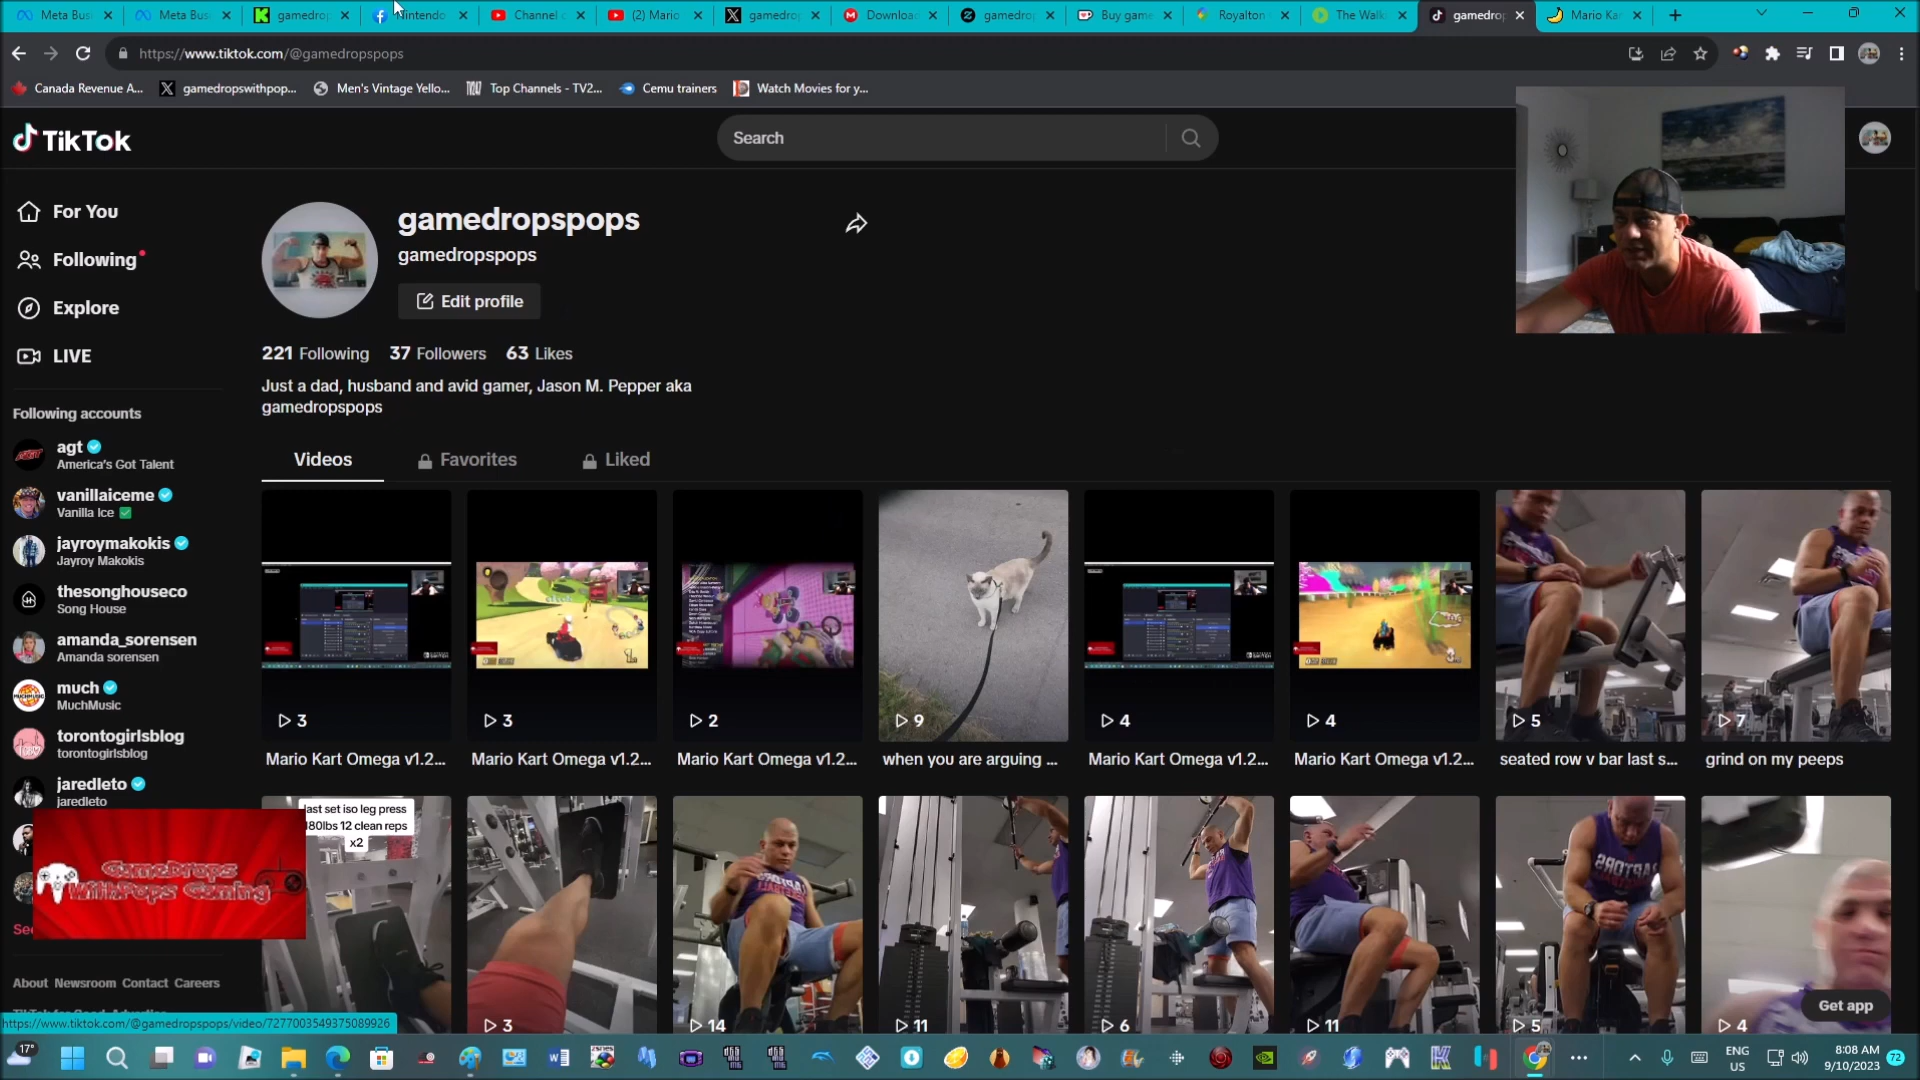 Meta Bus
Meta Bus
gamedrop
Nintendo
Channel c
(2) Mario
gamedrop
Downloa
gamedrop
Buy game
Royalton
The Walk
gamedrop
Mario Ka
https://www.tiktok.com/@gamedropspops
Canada Revenue A...
gamedropswithpop...
Men's Vintage Yello...
Top Channels - TV2...
Cemu trainers
Watch Movies for y...
TikTok
Search
For You
Following
Explore
LIVE
Following accounts
agt
America's Got Talent
vanillaiceme
Vanilla Ice
jayroymakokis
Jayroy Makokis
thesonghouseco
Song House
amanda_sorensen
Amanda sorensen
much
MuchMusic
torontogirlsblog
torontogirlsblog
jaredleto
jaredleto
See
GameDrops
WithPops Gaming
About Newsroom Contact Careers
https://www.tiktok.com/@gamedropspops/video/7277003549375089926
gamedropspops
gamedropspops
Edit profile
221 Following 37 Followers 63 Likes
Just a dad, husband and avid gamer, Jason M. Pepper aka
gamedropspops
Videos
Favorites
Liked
3
3
2
9
4
4
5
7
Mario Kart Omega v1.2...
Mario Kart Omega v1.2...
Mario Kart Omega v1.2...
when you are arguing ...
Mario Kart Omega v1.2...
Mario Kart Omega v1.2...
seated row v bar last s...
grind on my peeps
last set iso leg press
180lbs 12 clean reps
x2
3
14
11
6
11
5
4
Get app
17°
ENG
US
8:08 AM
9/10/2023
72